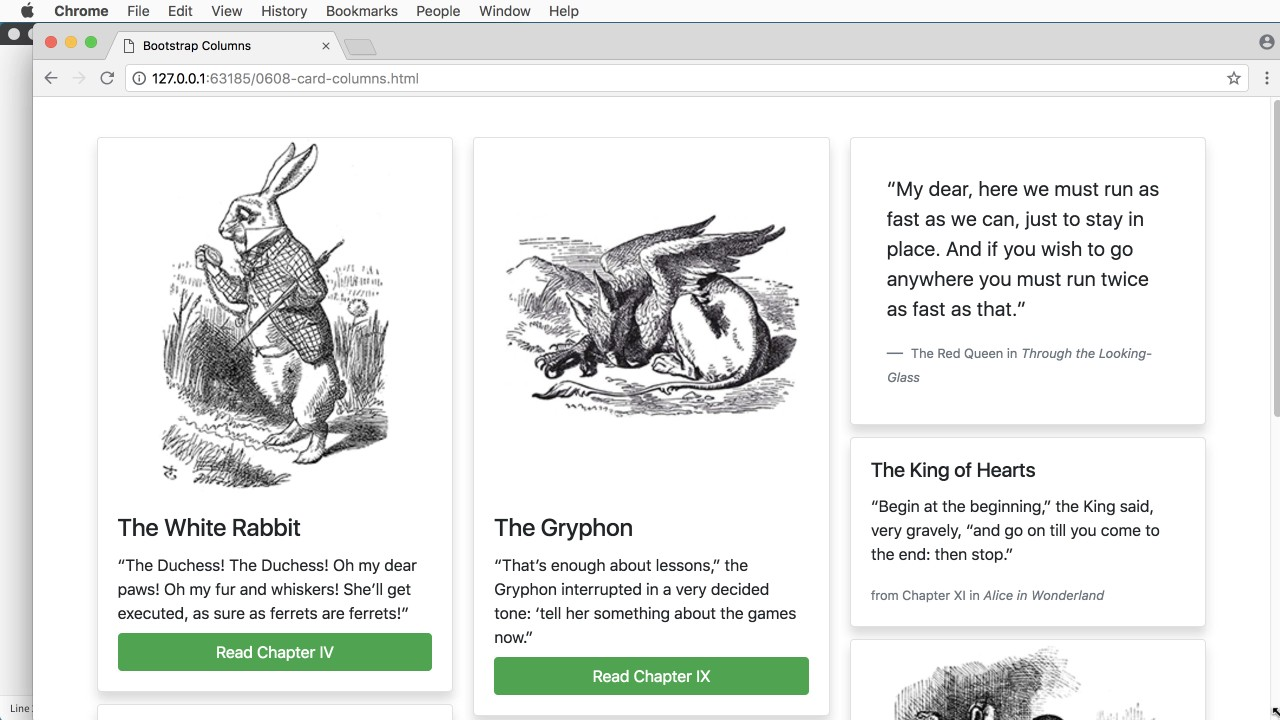 Chrome File Edit View History Bookmarks People Window Help
Bootstrap Columns
127.0.0.1:63185/0608-card-columns.html
The White Rabbit
“The Duchess! The Duchess! Oh my dear
paws! Oh my fur and whiskers! She’ll get
executed, as sure as ferrets are ferrets!”
Read Chapter IV
The Gryphon
“That’s enough about lessons,” the
Gryphon interrupted in a very decided
tone: ‘tell her something about the games
now.”
Read Chapter IX
“My dear, here we must run as
fast as we can, just to stay in
place. And if you wish to go
anywhere you must run twice
as fast as that.”
— The Red Queen in Through the Looking-
Glass
The King of Hearts
“Begin at the beginning,” the King said,
very gravely, “and go on till you come to
the end: then stop.”
from Chapter XI in Alice in Wonderland
Line